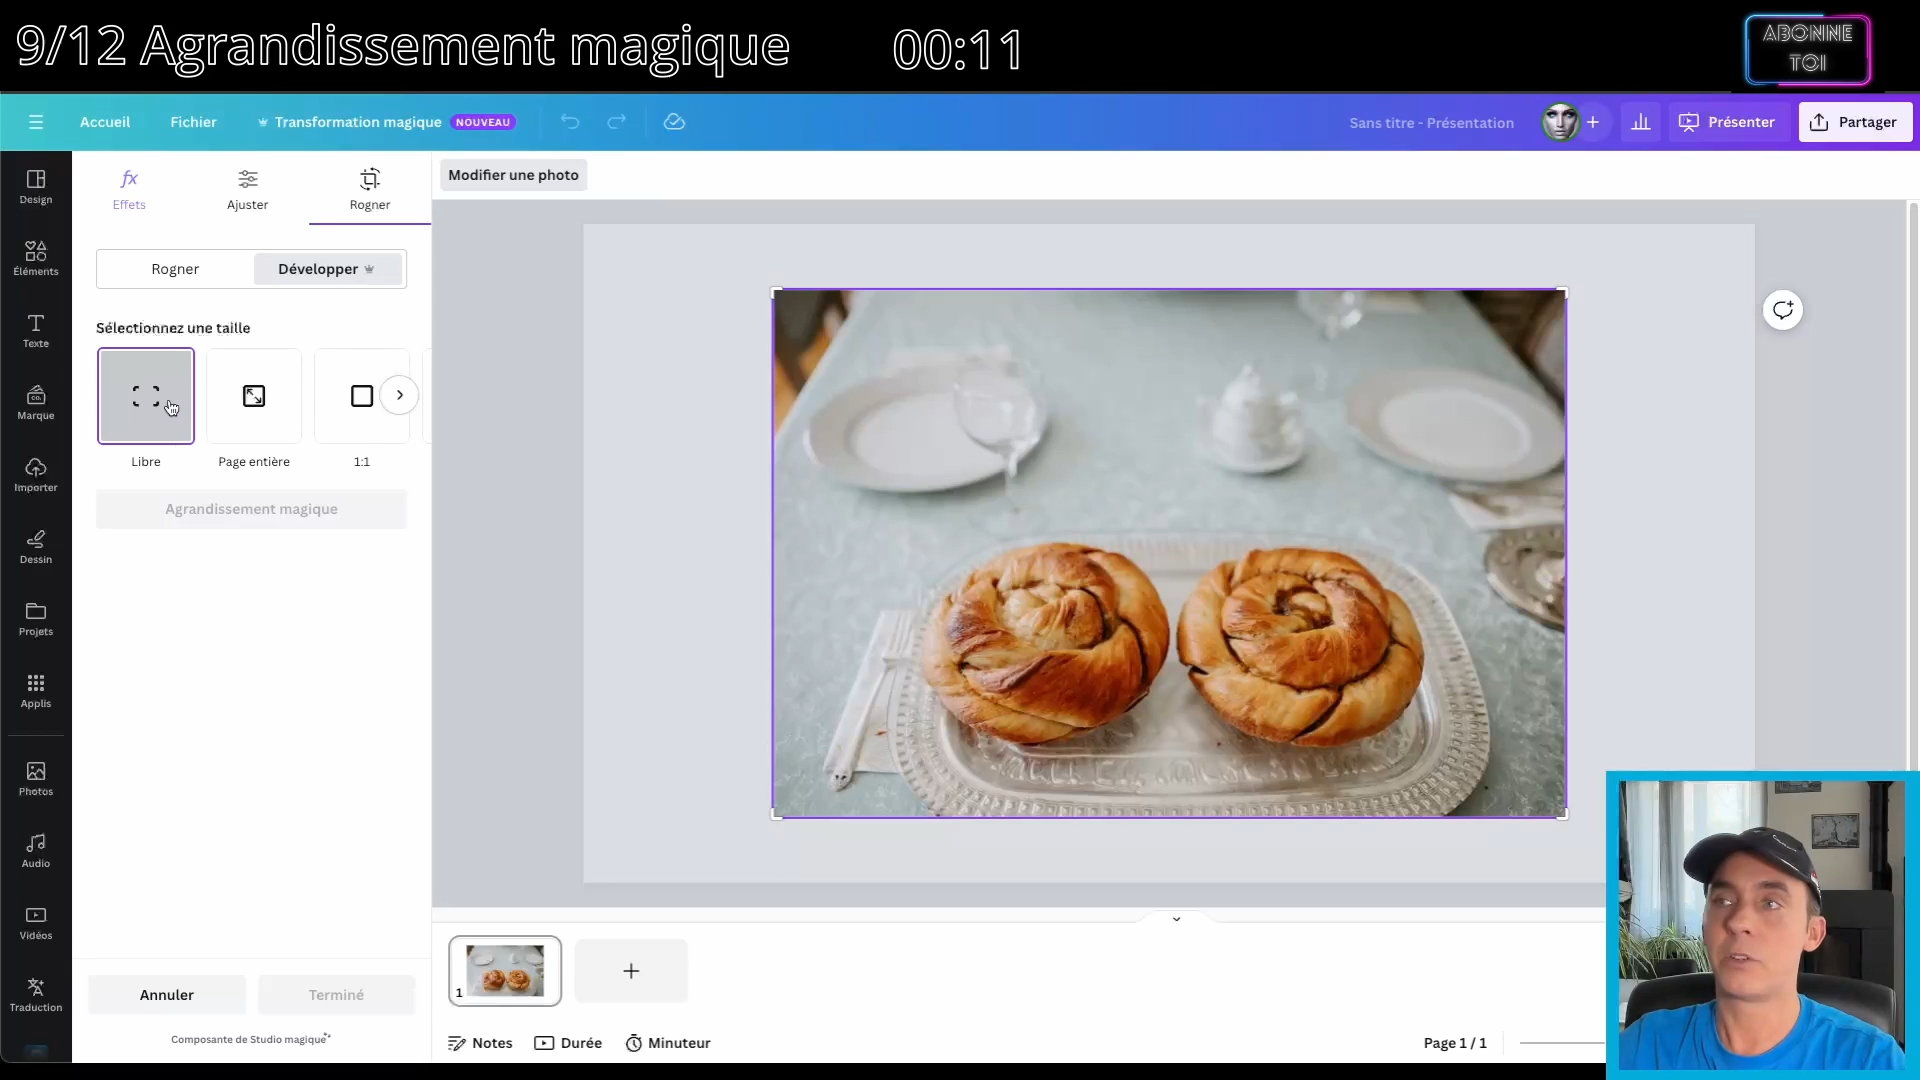 9/12 Agrandissement magique
00:11
ABONNE
TOI
Accueil
Fichier
Transformation magique
NOUVEAU
Sans titre - Présentation
Présenter
Partager
Design
Éléments
Texte
Marque
Importer
Dessin
Projets
Applis
Photos
Audio
Vidéos
Traduction
Effets
Ajuster
Rogner
Modifier une photo
Rogner
Développer
Sélectionnez une taille
Libre
Page entière
1:1
Agrandissement magique
Annuler
Terminé
Composante de Studio magique
1
Notes
Durée
Minuteur
Page 1 / 1